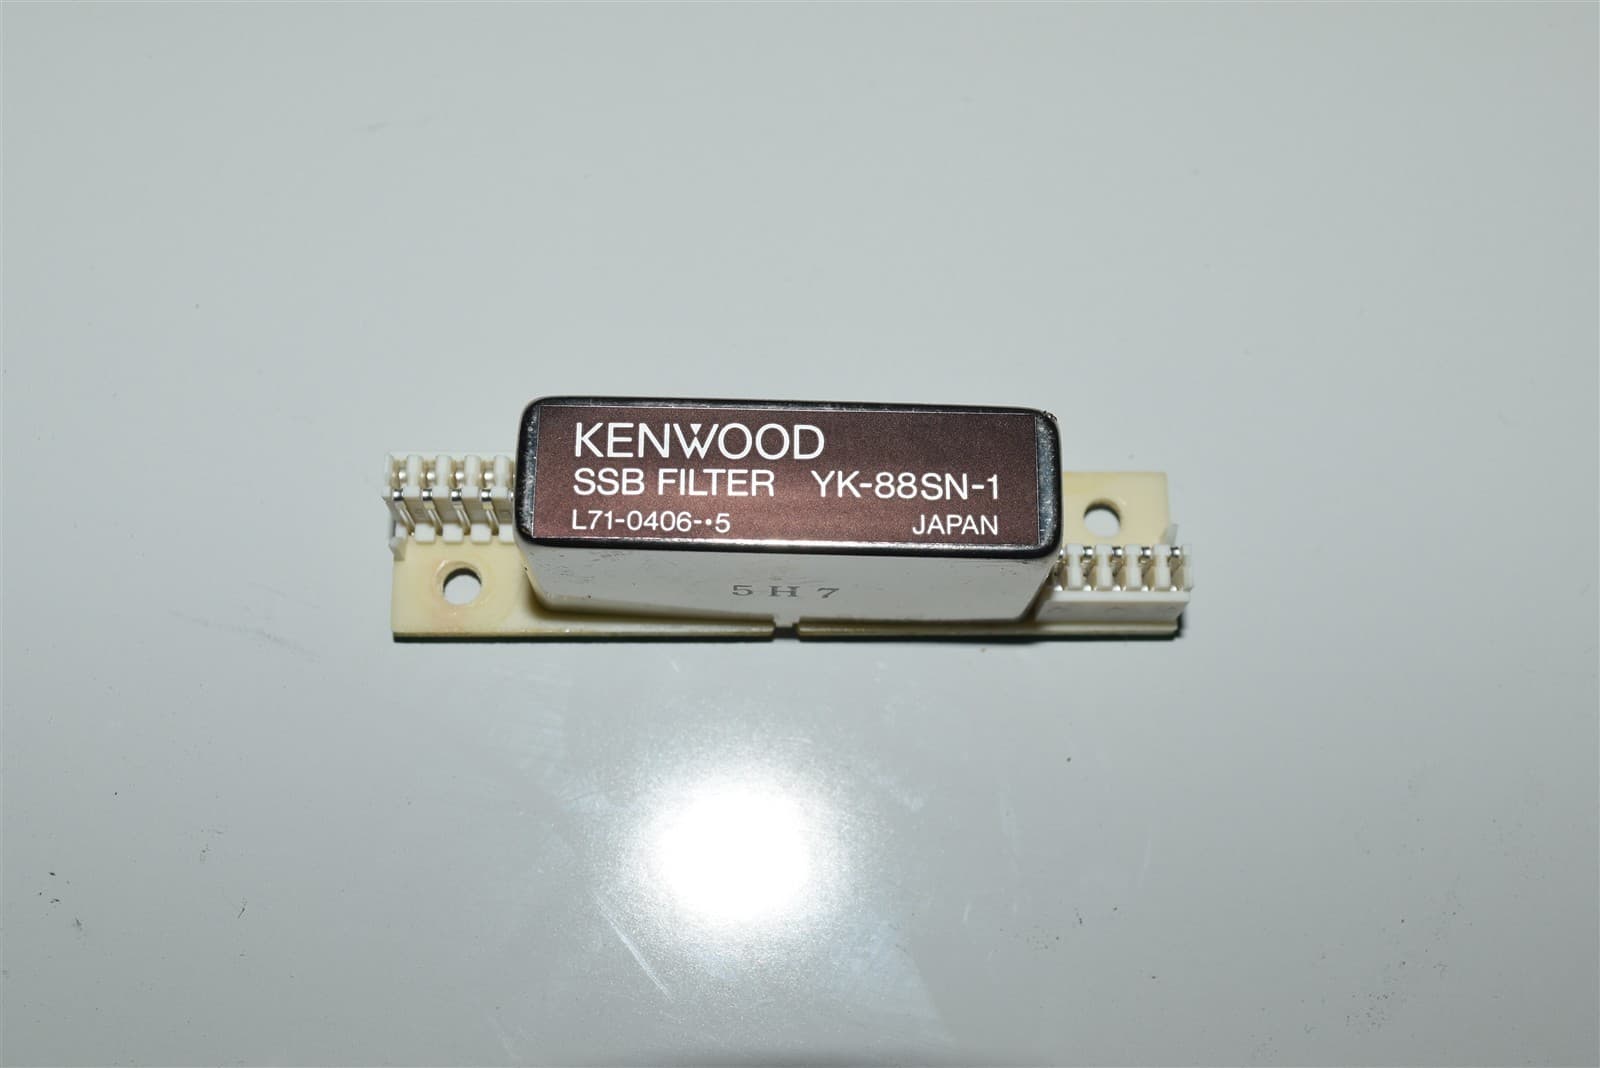 KENWOOD
SSB FILTER YK-88SN-1
L71-0406-•5 JAPAN
5H7